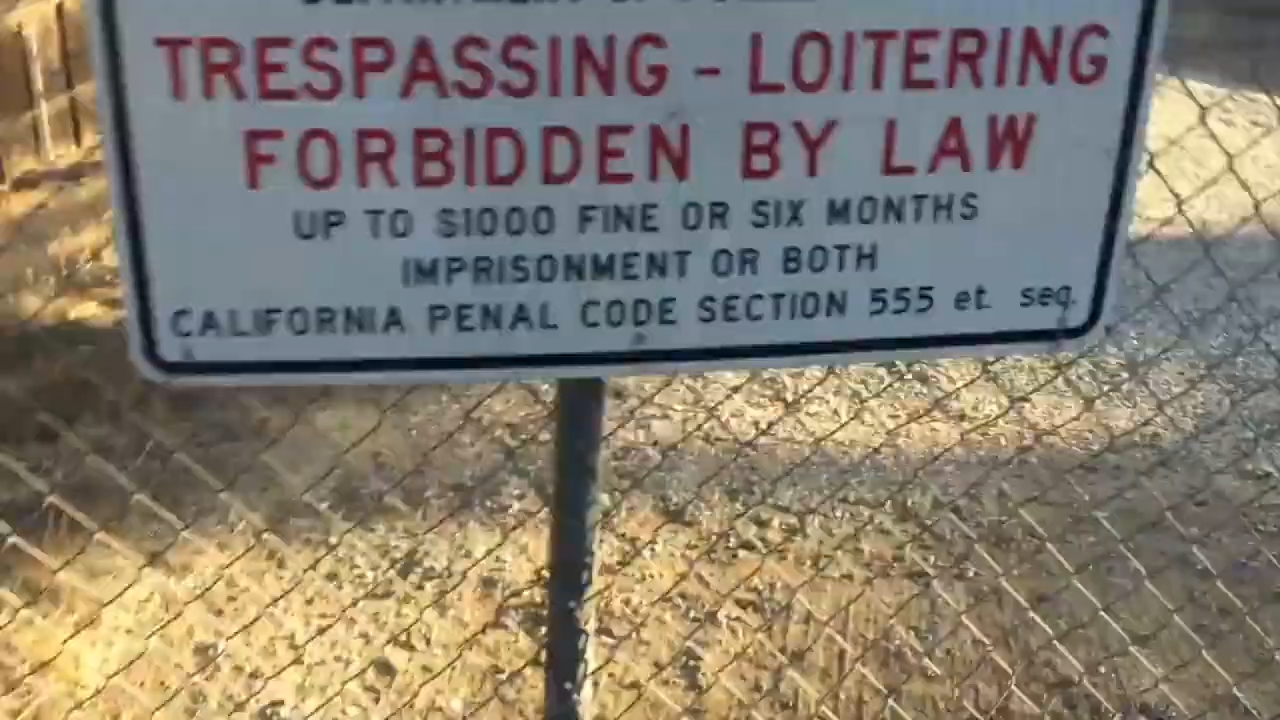 TRESPASSING - LOITERING
FORBIDDEN BY LAW
UP TO $1000 FINE OR SIX MONTHS
IMPRISONMENT OR BOTH
CALIFORNIA PENAL CODE SECTION 555 et. seq.